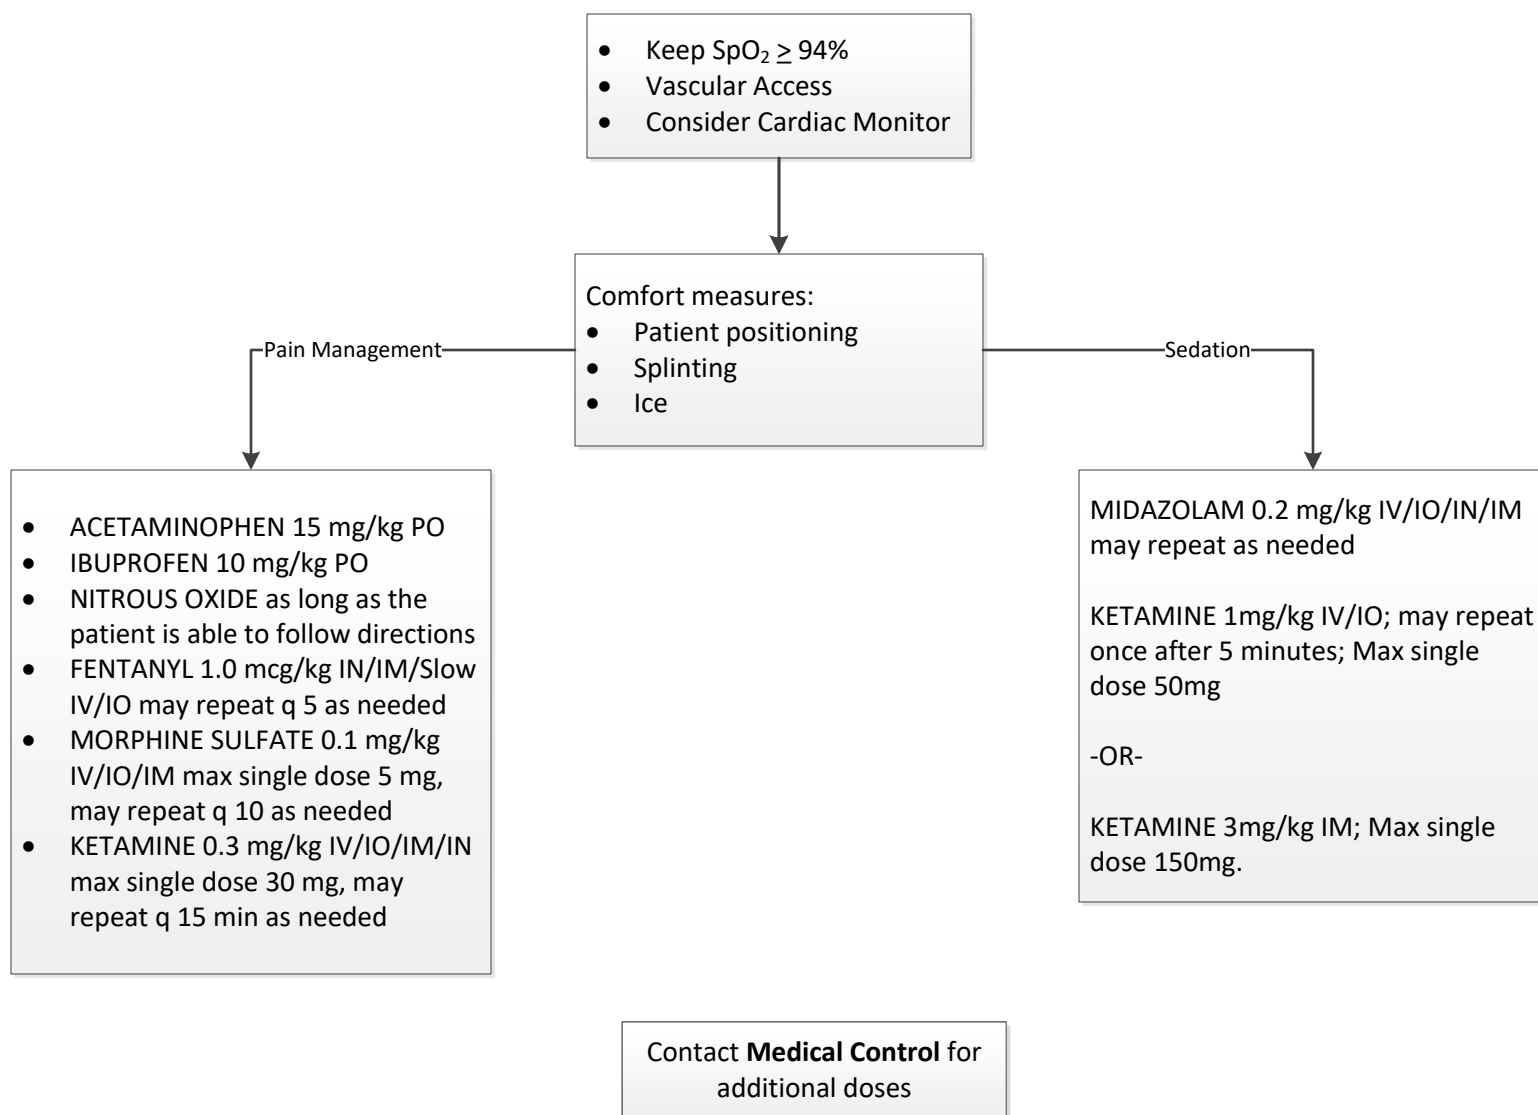 • Keep SpO₂ ≥ 94%
• Vascular Access
• Consider Cardiac Monitor
Comfort measures:
• Patient positioning
• Splinting
• Ice
Pain Management
Sedation
• ACETAMINOPHEN 15 mg/kg PO
• IBUPROFEN 10 mg/kg PO
• NITROUS OXIDE as long as the
patient is able to follow directions
• FENTANYL 1.0 mcg/kg IN/IM/Slow
IV/IO may repeat q 5 as needed
• MORPHINE SULFATE 0.1 mg/kg
IV/IO/IM max single dose 5 mg,
may repeat q 10 as needed
• KETAMINE 0.3 mg/kg IV/IO/IM/IN
max single dose 30 mg, may
repeat q 15 min as needed
MIDAZOLAM 0.2 mg/kg IV/IO/IN/IM
may repeat as needed
KETAMINE 1mg/kg IV/IO; may repeat
once after 5 minutes; Max single
dose 50mg
-OR-
KETAMINE 3mg/kg IM; Max single
dose 150mg.
Contact Medical Control for
additional doses